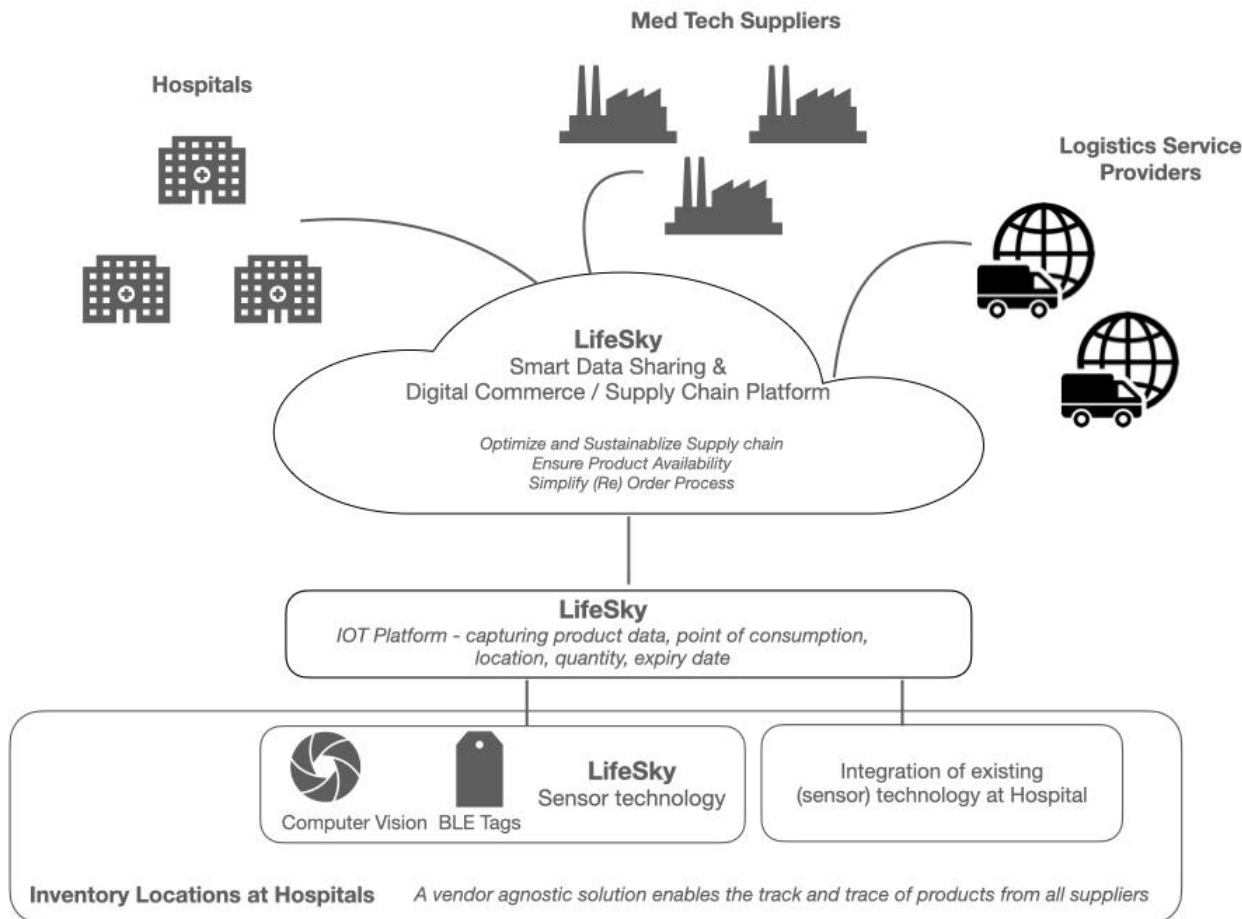 Med Tech Suppliers
Hospitals
Logistics Service
Providers
LifeSky
Smart Data Sharing &
Digital Commerce / Supply Chain Platform
Optimize and Sustainablize Supply chain
Ensure Product Availability
Simplify (Re) Order Process
LifeSky
IOT Platform - capturing product data, point of consumption,
location, quantity, expiry date
LifeSky
Sensor technology
Computer Vision
BLE Tags
Integration of existing
(sensor) technology at Hospital
Inventory Locations at Hospitals
A vendor agnostic solution enables the track and trace of products from all suppliers